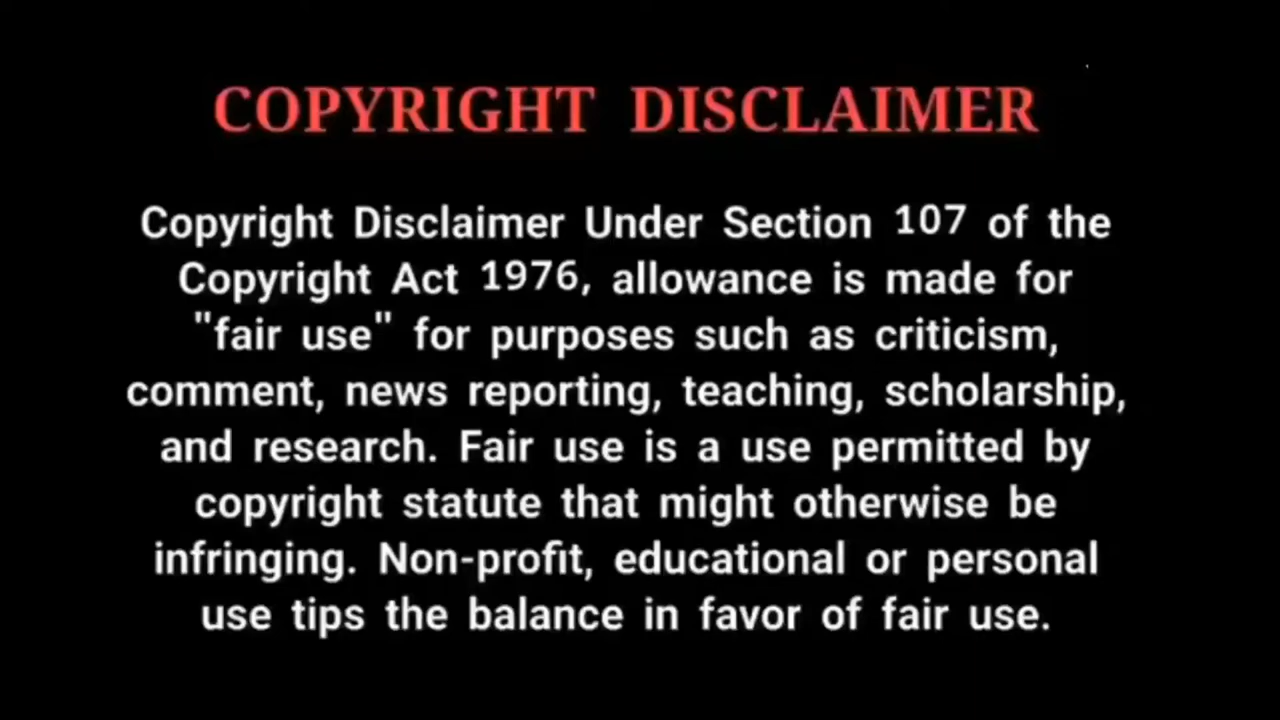 COPYRIGHT DISCLAIMER
Copyright Disclaimer Under Section 107 of the
Copyright Act 1976, allowance is made for
"fair use" for purposes such as criticism,
comment, news reporting, teaching, scholarship,
and research. Fair use is a use permitted by
copyright statute that might otherwise be
infringing. Non-profit, educational or personal
use tips the balance in favor of fair use.